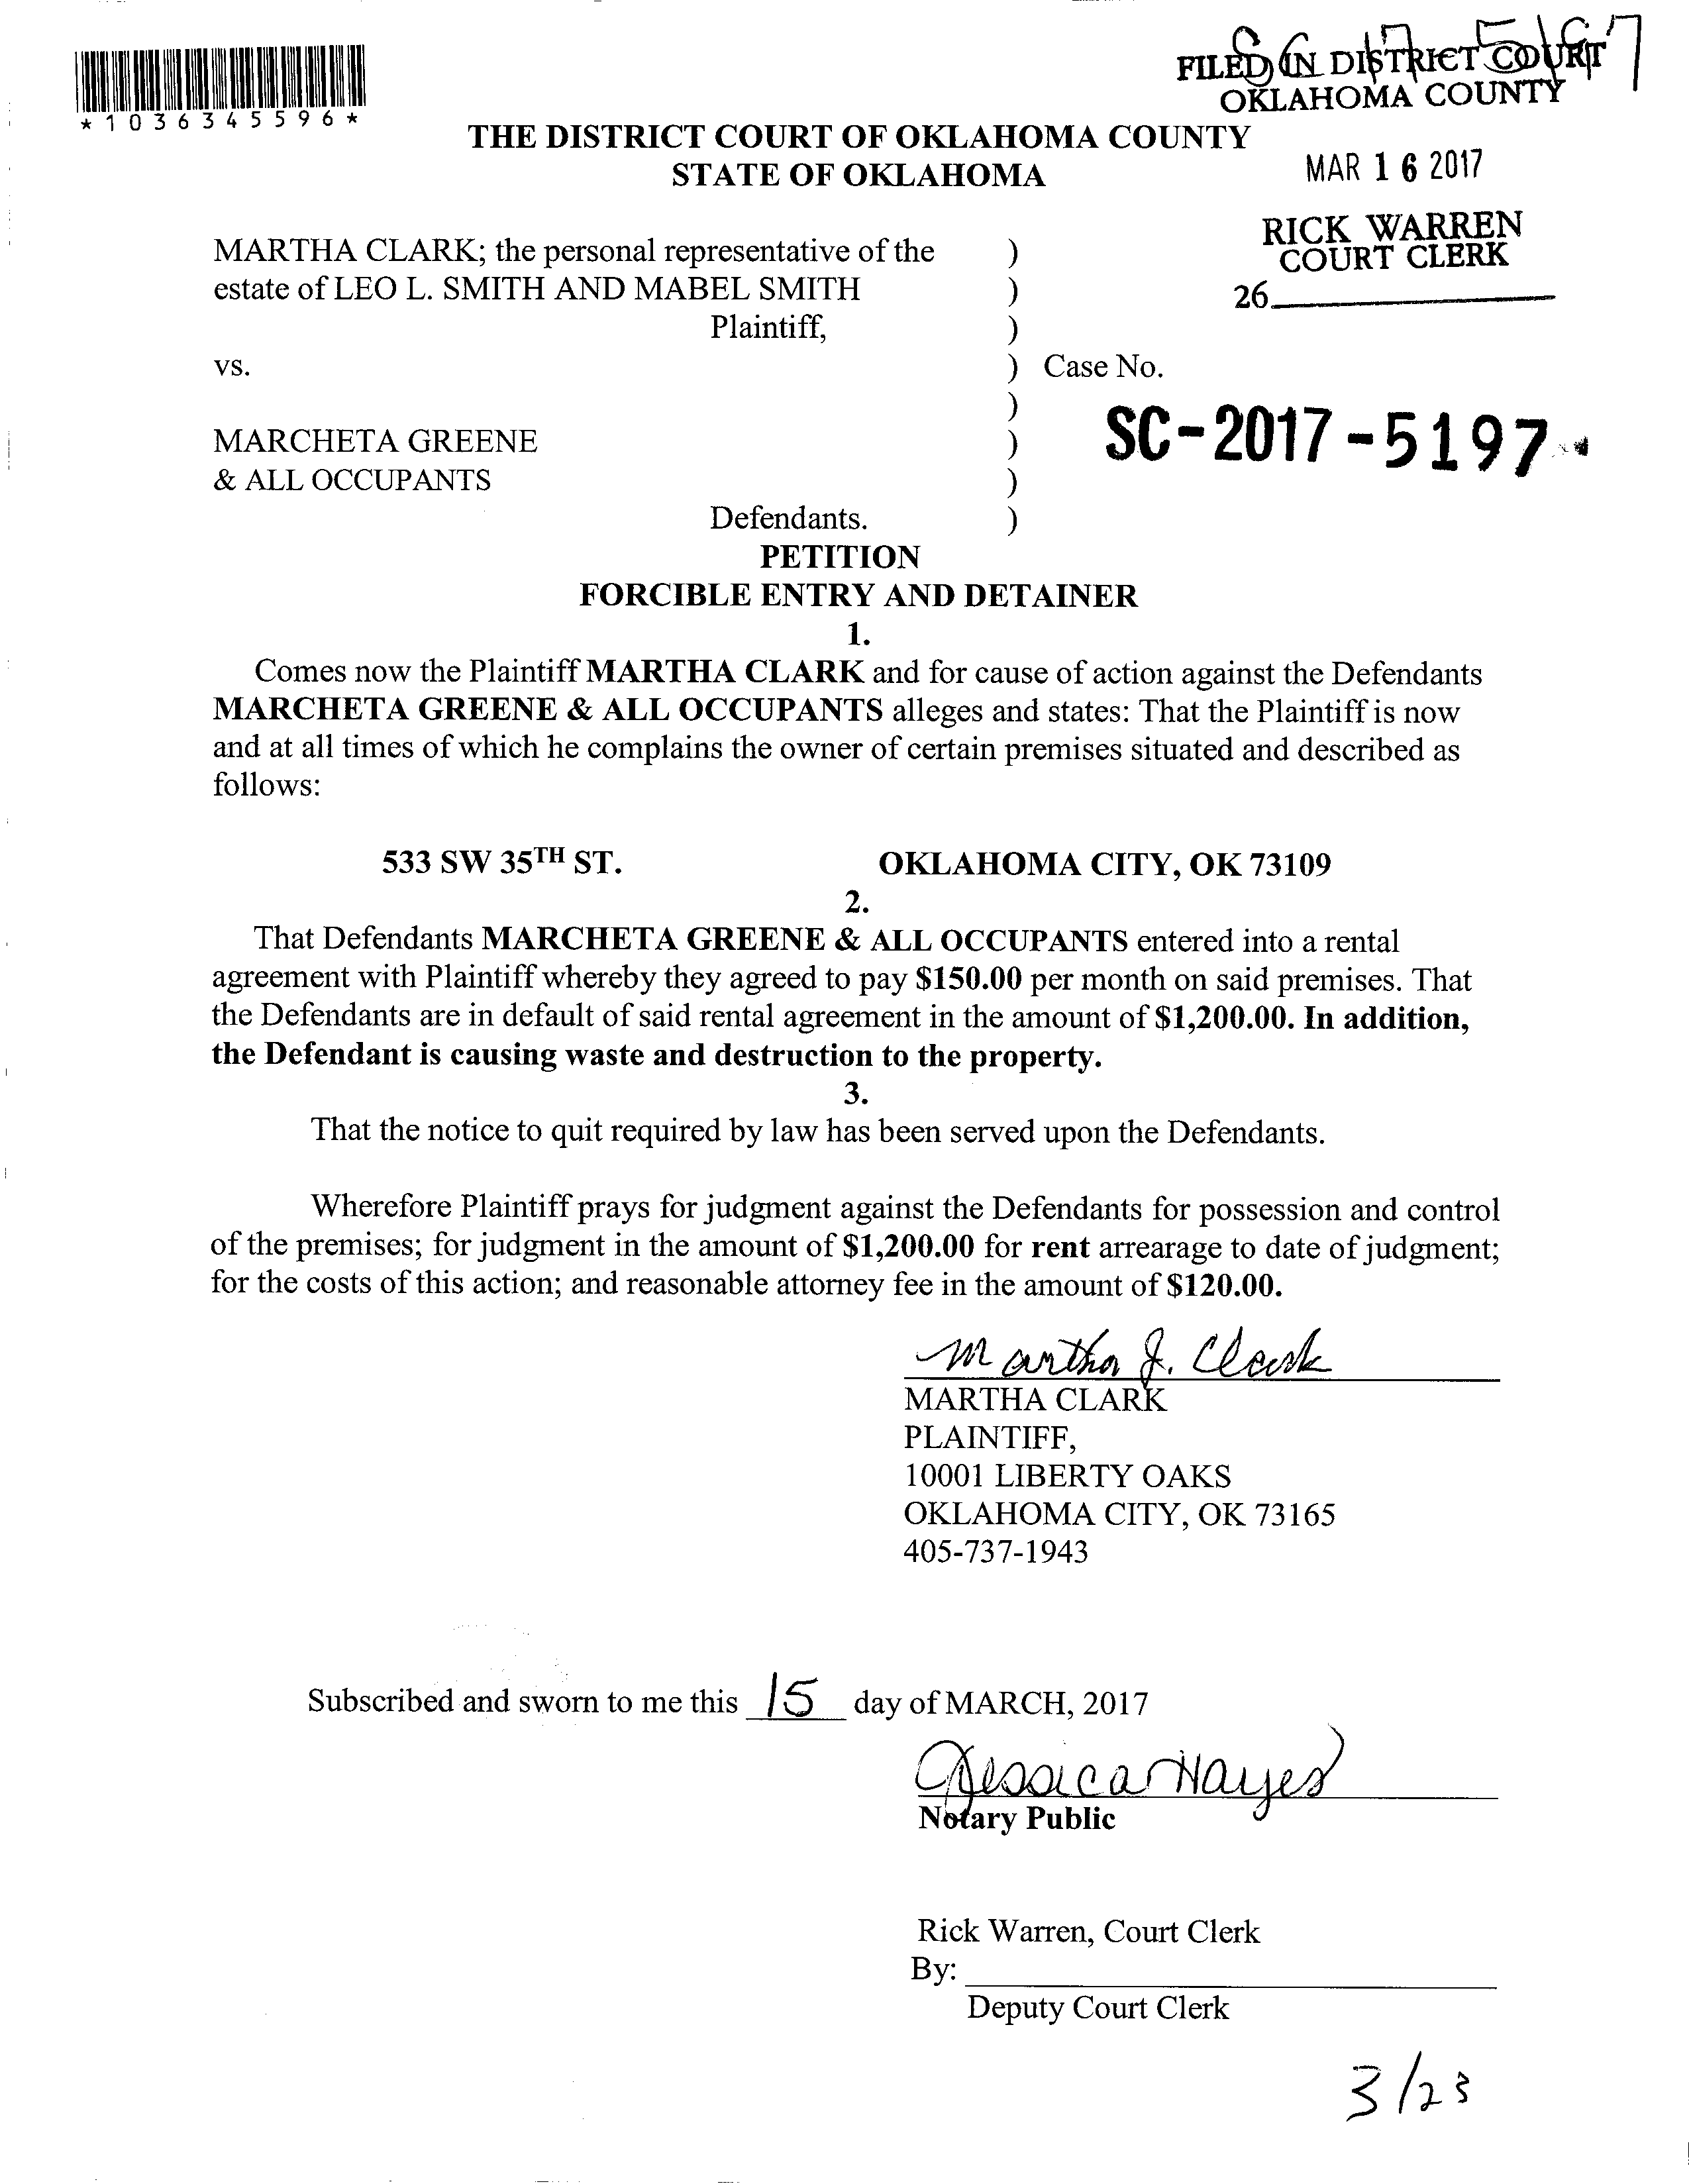 SC 17 5197
FILED IN DISTRICT COURT
OKLAHOMA COUNTY
*1036345596*
THE DISTRICT COURT OF OKLAHOMA COUNTY
STATE OF OKLAHOMA
MAR 16 2017
RICK WARREN
COURT CLERK
26
MARTHA CLARK; the personal representative of the )
estate of LEO L. SMITH AND MABEL SMITH )
Plaintiff, )
vs. ) Case No.
)
SC-2017-5197
MARCHETA GREENE )
& ALL OCCUPANTS )
Defendants. )
PETITION
FORCIBLE ENTRY AND DETAINER
1.
Comes now the Plaintiff MARTHA CLARK and for cause of action against the Defendants
MARCHETA GREENE & ALL OCCUPANTS alleges and states: That the Plaintiff is now
and at all times of which he complains the owner of certain premises situated and described as
follows:
533 SW 35TH ST. OKLAHOMA CITY, OK 73109
2.
That Defendants MARCHETA GREENE & ALL OCCUPANTS entered into a rental
agreement with Plaintiff whereby they agreed to pay $150.00 per month on said premises. That
the Defendants are in default of said rental agreement in the amount of $1,200.00. In addition,
the Defendant is causing waste and destruction to the property.
3.
That the notice to quit required by law has been served upon the Defendants.
Wherefore Plaintiff prays for judgment against the Defendants for possession and control
of the premises; for judgment in the amount of $1,200.00 for rent arrearage to date of judgment;
for the costs of this action; and reasonable attorney fee in the amount of $120.00.
Martha J. Clark
MARTHA CLARK
PLAINTIFF,
10001 LIBERTY OAKS
OKLAHOMA CITY, OK 73165
405-737-1943
Subscribed and sworn to me this 15 day of MARCH, 2017
Jessica Hayes
Notary Public
Rick Warren, Court Clerk
By:
Deputy Court Clerk
3/23